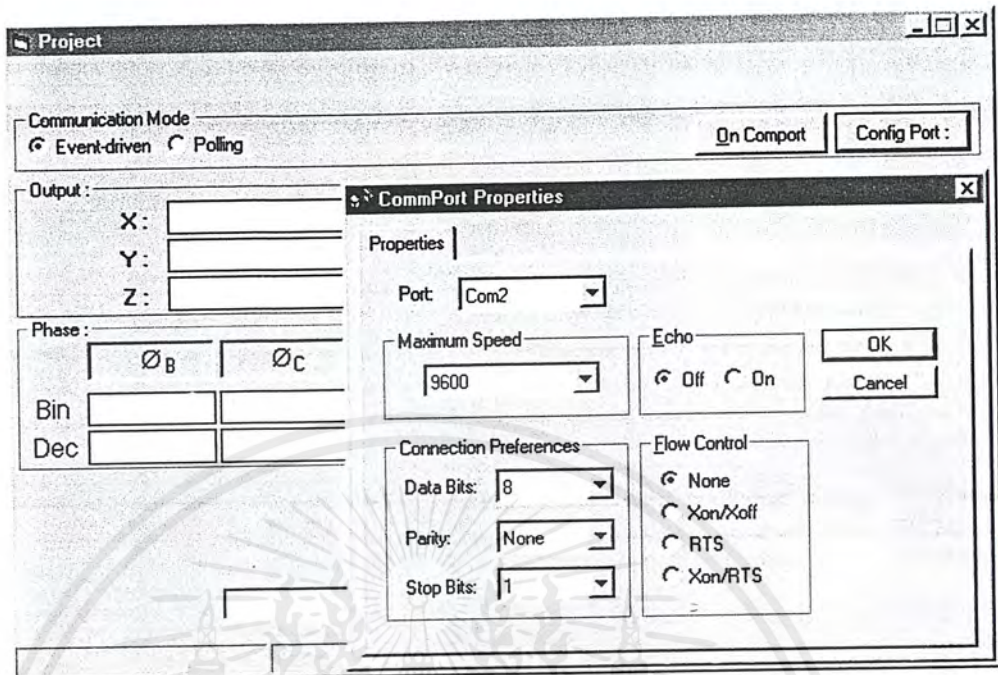 Project
Communication Mode
Event-driven Polling
On Comport Config Port :
Output :
X :
Y :
Z :
Phase :
ØB ØC
Bin
Dec
CommPort Properties
Properties
Port: Com2
Maximum Speed
9600
Echo
Off On
OK
Cancel
Connection Preferences
Data Bits: 8
Parity: None
Stop Bits: 1
Flow Control
None
Xon/Xoff
RTS
Xon/RTS